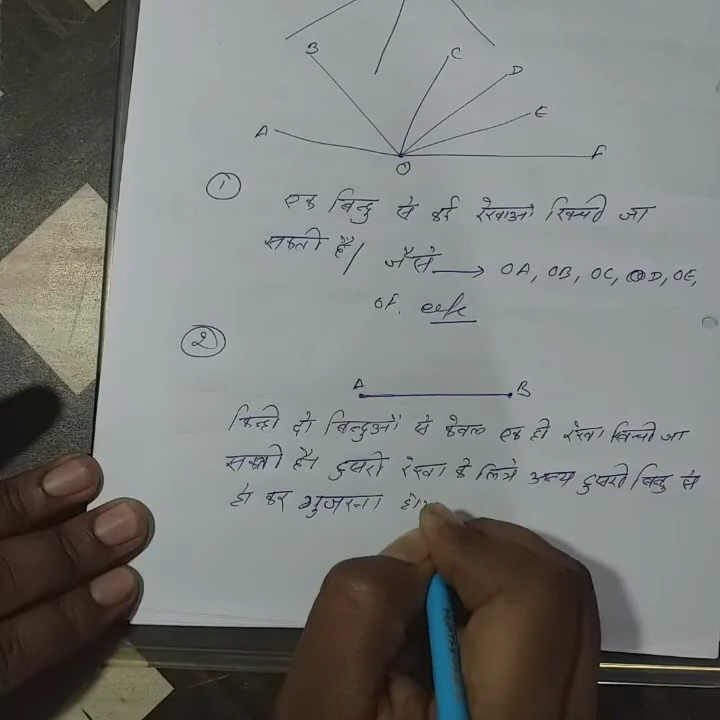 B
C
D
A
E
O
F
① एक बिन्दु से कई रेखाओं खिची जा
सकती हैं। जैसे → OA, OB, OC, OD, OE,
OF. etc
②
A B
किन्ही दो बिन्दुओं से केवल एक ही रेखा खिची जा
सकती हैं। दुसरी रेखा के लिये अन्य दुसरी बिन्दु से
हो कर गुजरना